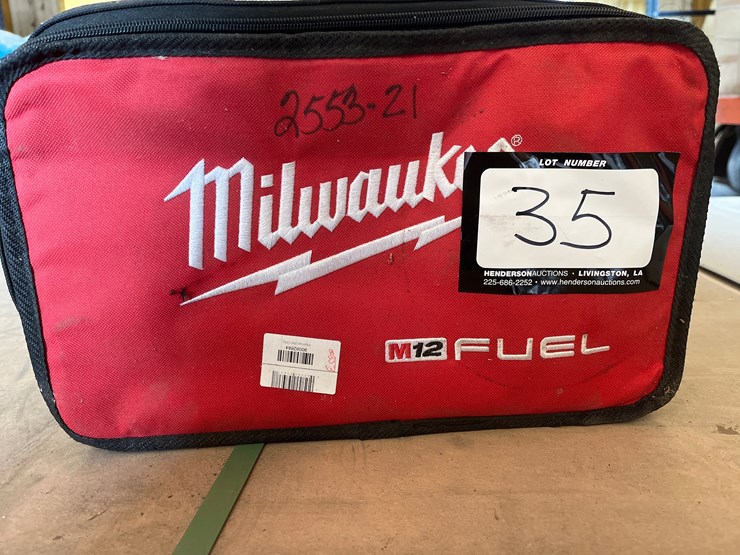 2553-21
Milwauk
®
LOT NUMBER
35
HENDERSONAUCTIONS • LIVINGSTON, LA
225-686-2252 • www.hendersonauctions.com
M12 FUEL